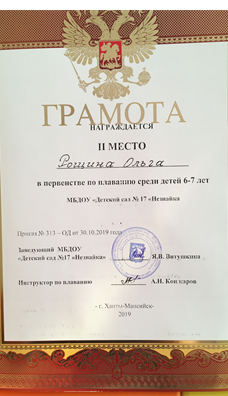 ГРАМОТА
НАГРАЖДАЕТСЯ
II МЕСТО
Рощина Ольга
в первенстве по плаванию среди детей 6-7 лет
МБДОУ «Детский сад № 17 «Незнайка
Приказ № 313 – ОД от 30.10.2019 года
Заведующий МБДОУ
«Детский сад №17 «Незнайка» Я.В. Витушкина
Инструктор по плаванию А.Н. Кожкаров
- г. Ханты-Мансийск-
2019